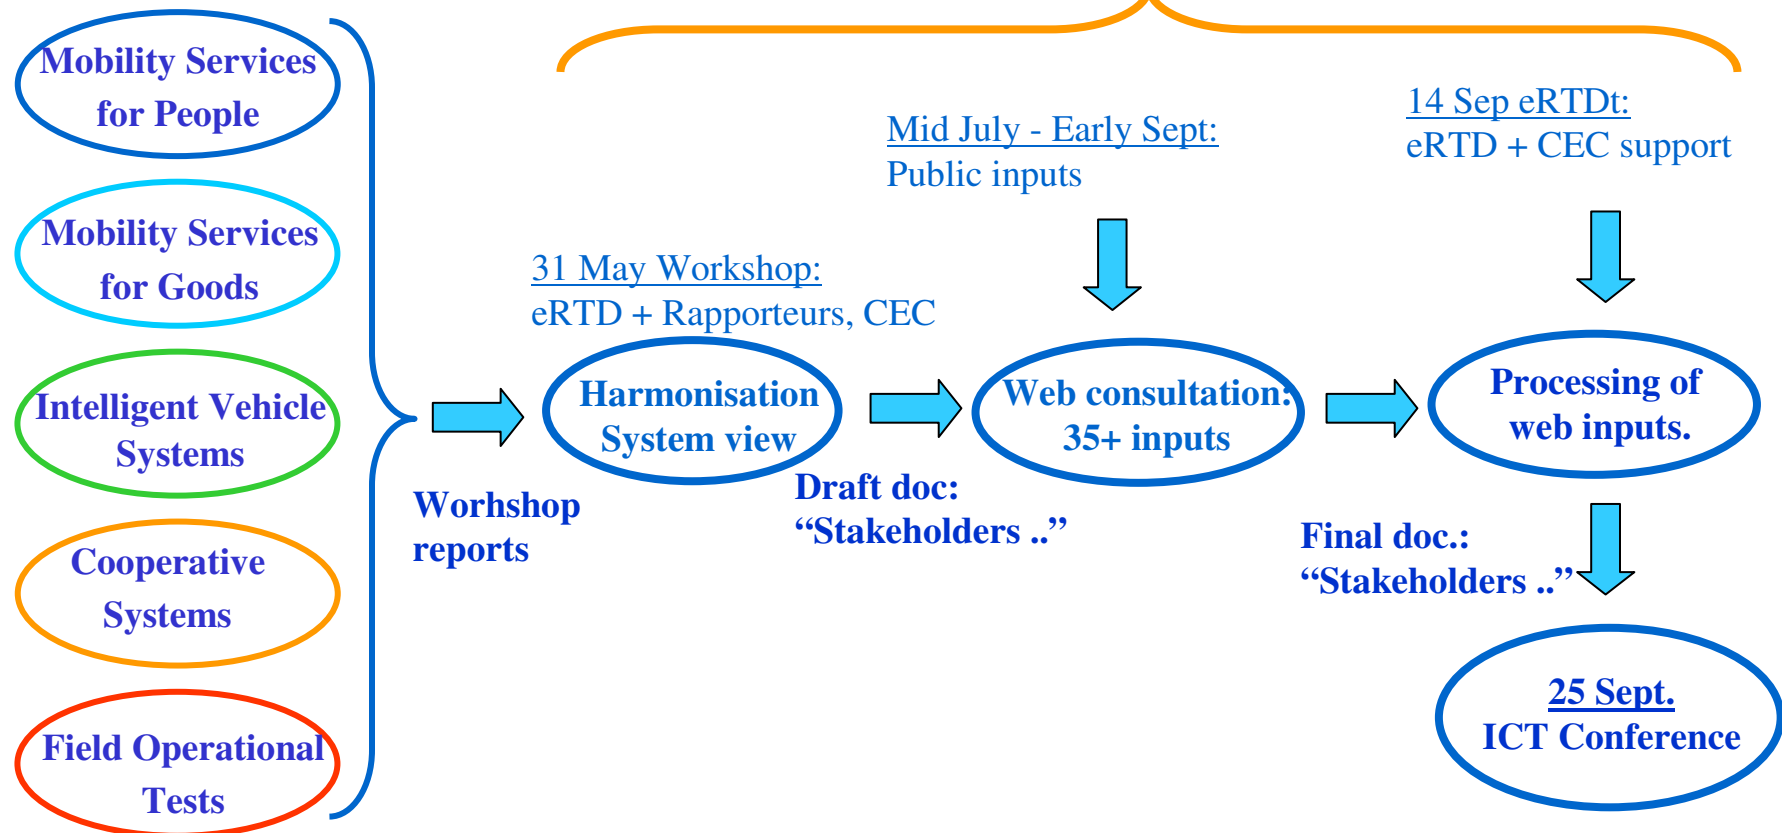 Mobility Services
for People
Mobility Services
for Goods
Intelligent Vehicle
Systems
Cooperative
Systems
Field Operational
Tests
Worhshop
reports
31 May Workshop:
eRTD + Rapporteurs, CEC
Harmonisation
System view
Draft doc:
“Stakeholders ..”
Mid July - Early Sept:
Public inputs
Web consultation:
35+ inputs
14 Sep eRTDt:
eRTD + CEC support
Processing of
web inputs.
Final doc.:
“Stakeholders ..”
25 Sept.
ICT Conference